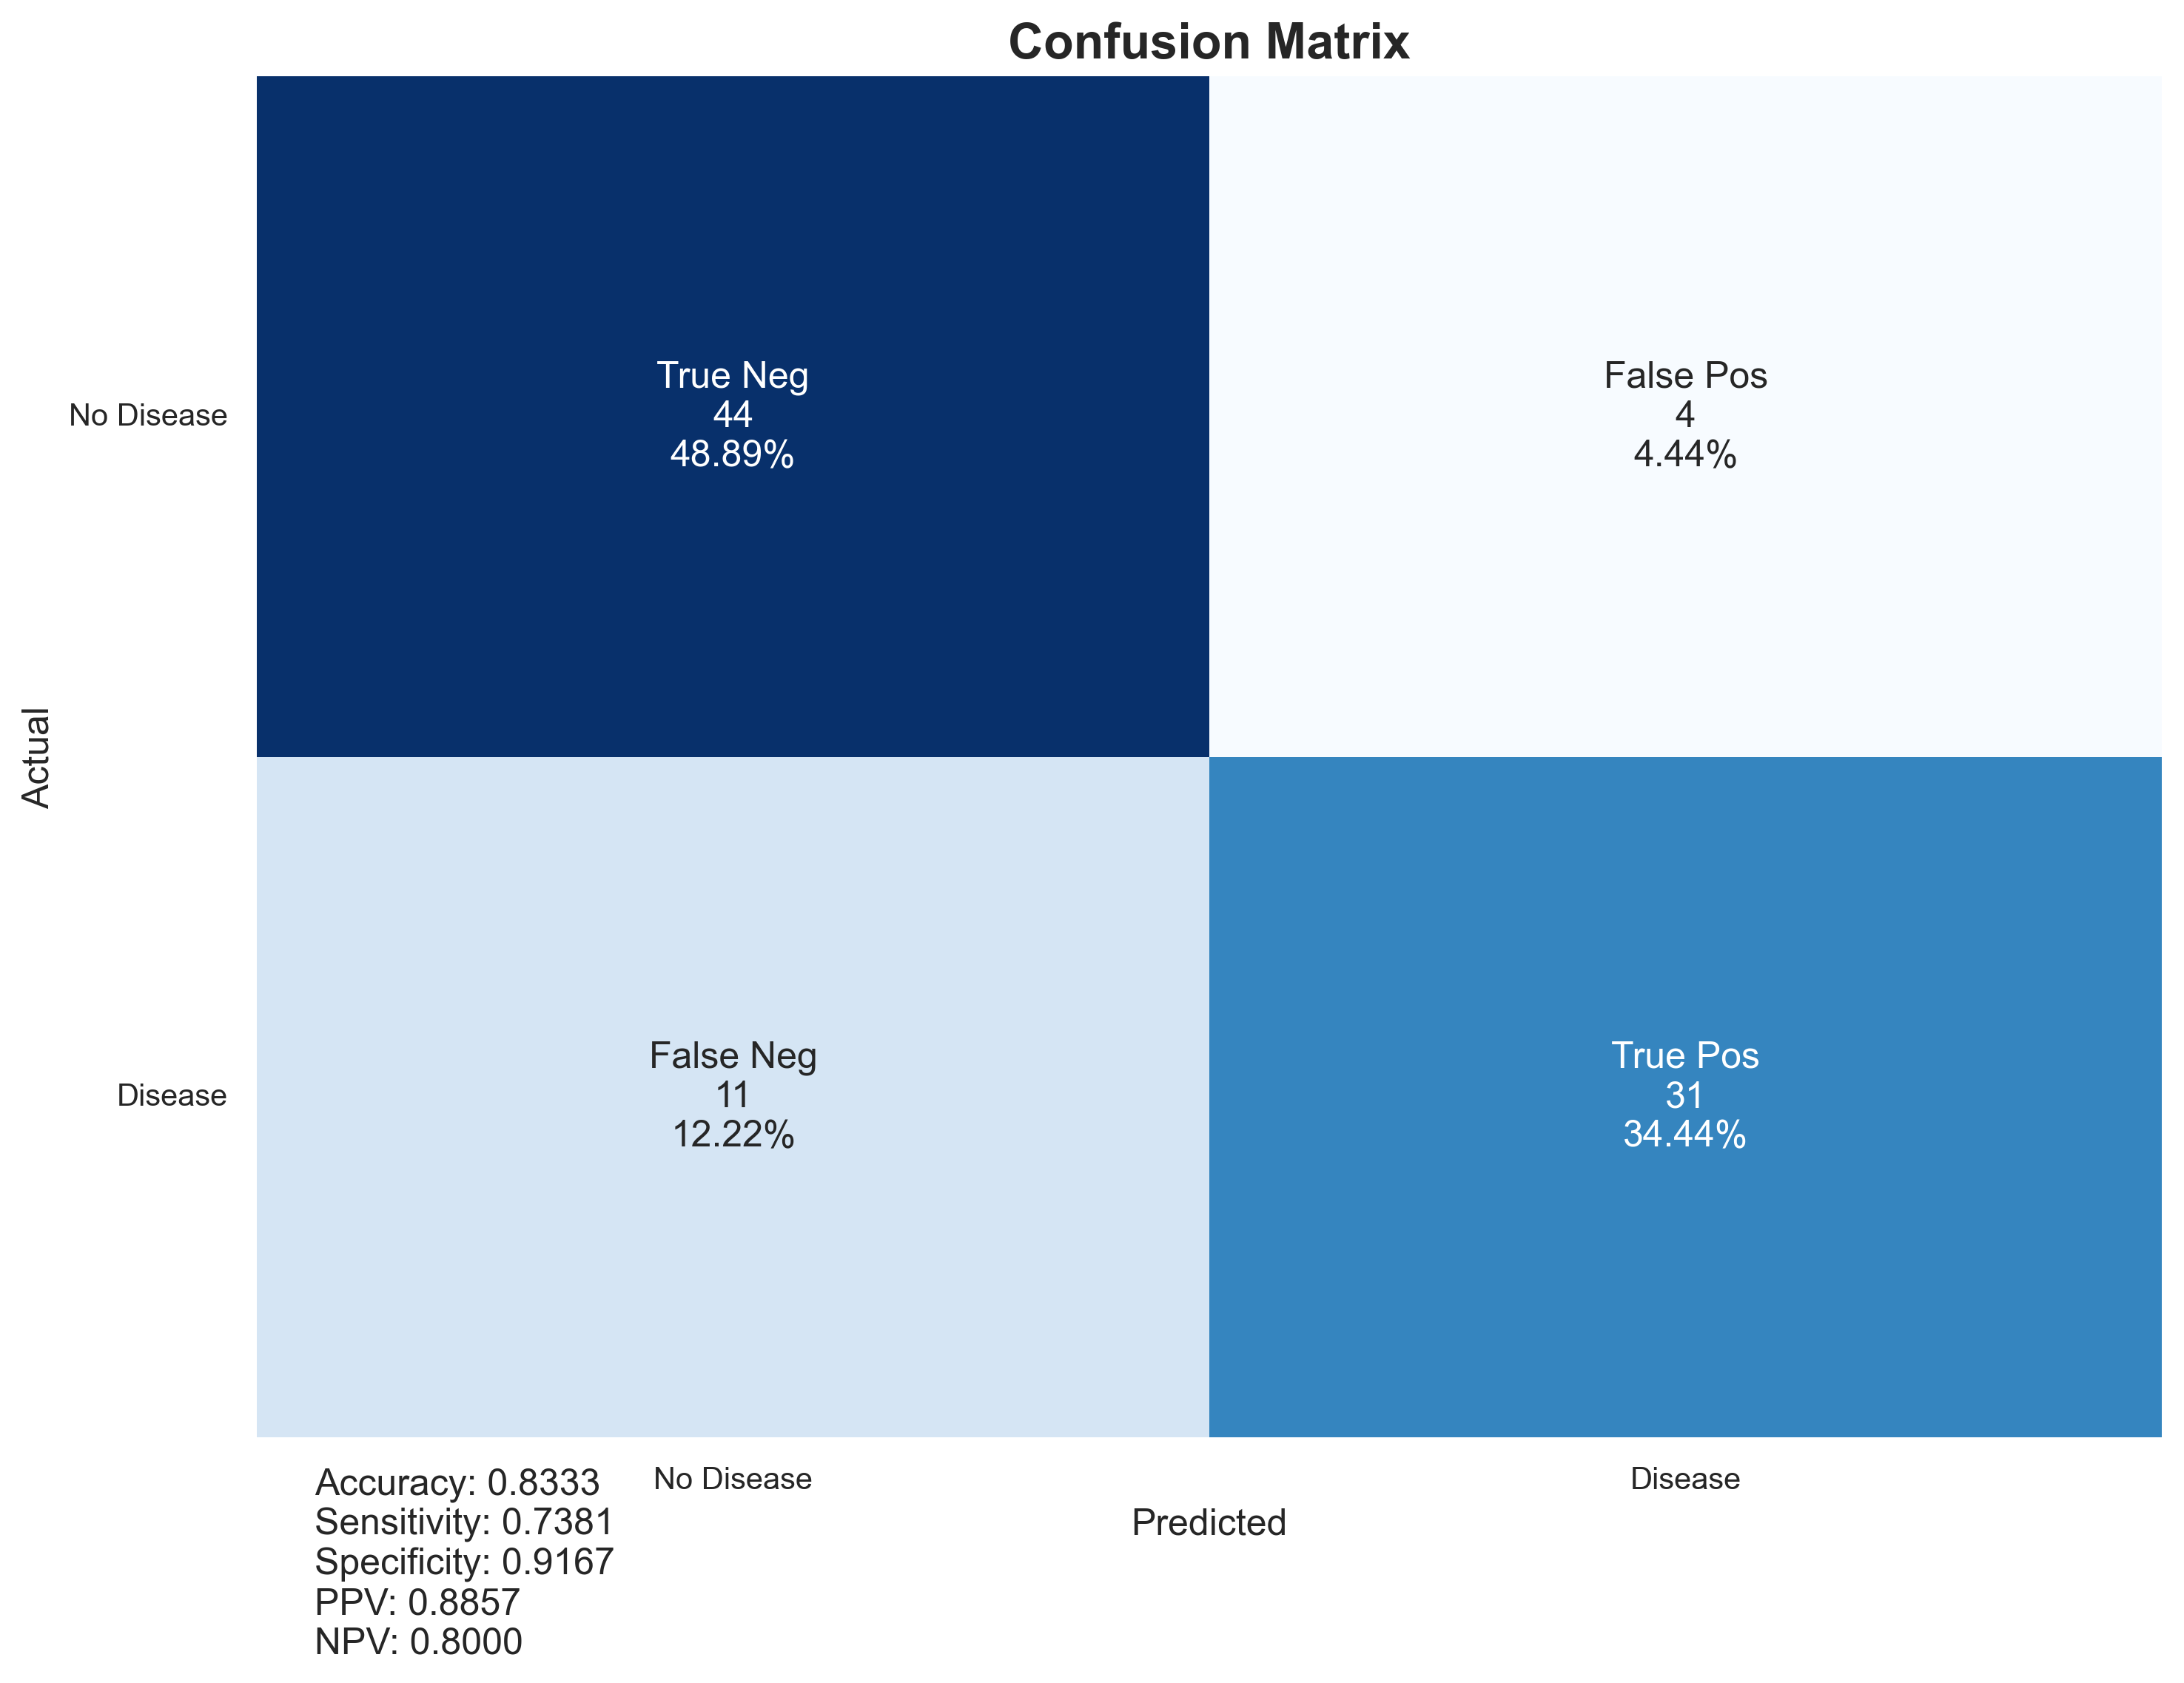 Confusion Matrix
True Neg
44
48.89%
False Pos
4
4.44%
No Disease
Actual
False Neg
11
12.22%
True Pos
31
34.44%
Disease
No Disease
Disease
Predicted
Accuracy: 0.8333
Sensitivity: 0.7381
Specificity: 0.9167
PPV: 0.8857
NPV: 0.8000